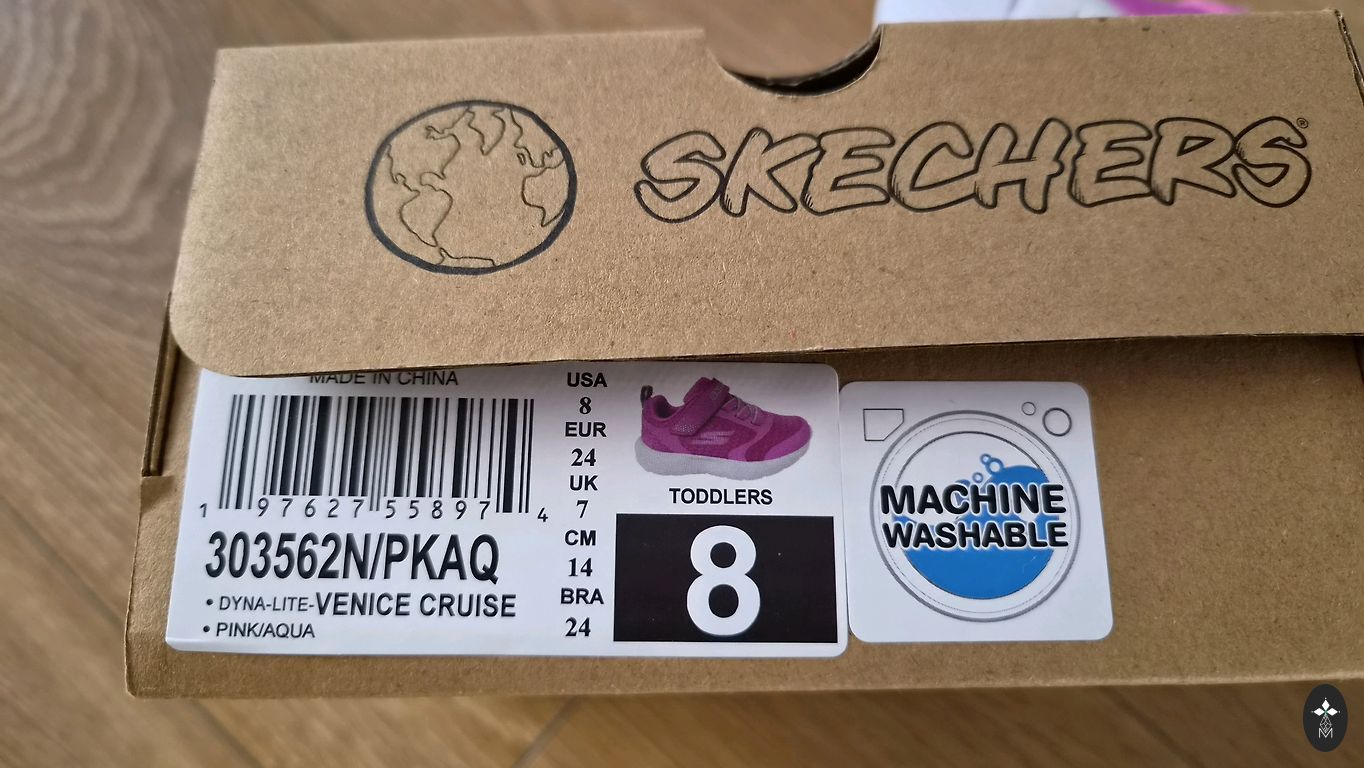 SKECHERS®
MADE IN CHINA
1 97627 55897 4
303562N/PKAQ
• DYNA-LITE-VENICE CRUISE
• PINK/AQUA
USA
8
EUR
24
UK
7
CM
14
BRA
24
TODDLERS
8
MACHINE
WASHABLE
M